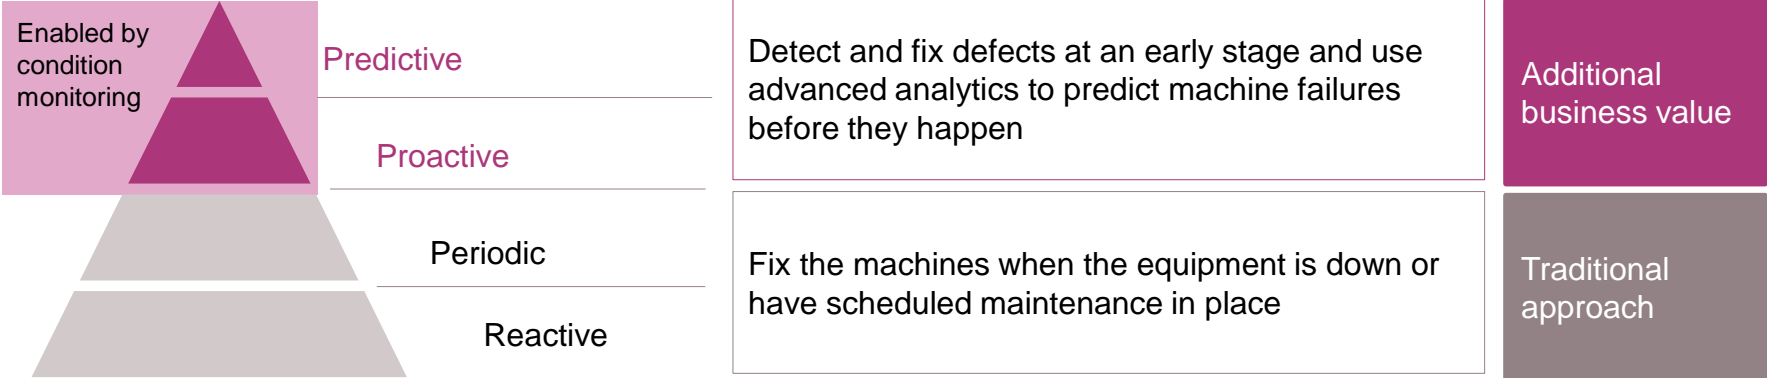 Enabled by
condition
monitoring
Predictive
Proactive
Periodic
Reactive
Detect and fix defects at an early stage and use
advanced analytics to predict machine failures
before they happen
Fix the machines when the equipment is down or
have scheduled maintenance in place
Additional
business value
Traditional
approach